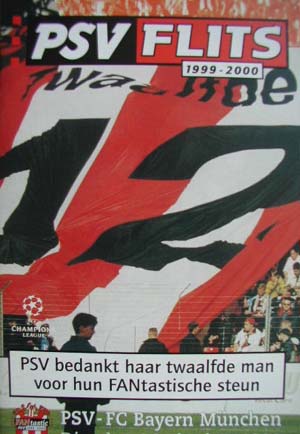 PSV FLITS
1999-2000
twaalfde
12
CHAMPIONS
LEAGUE
PSV bedankt haar twaalfde man
voor hun FANtastische steun
FANtastic
PSV-FC Bayern München